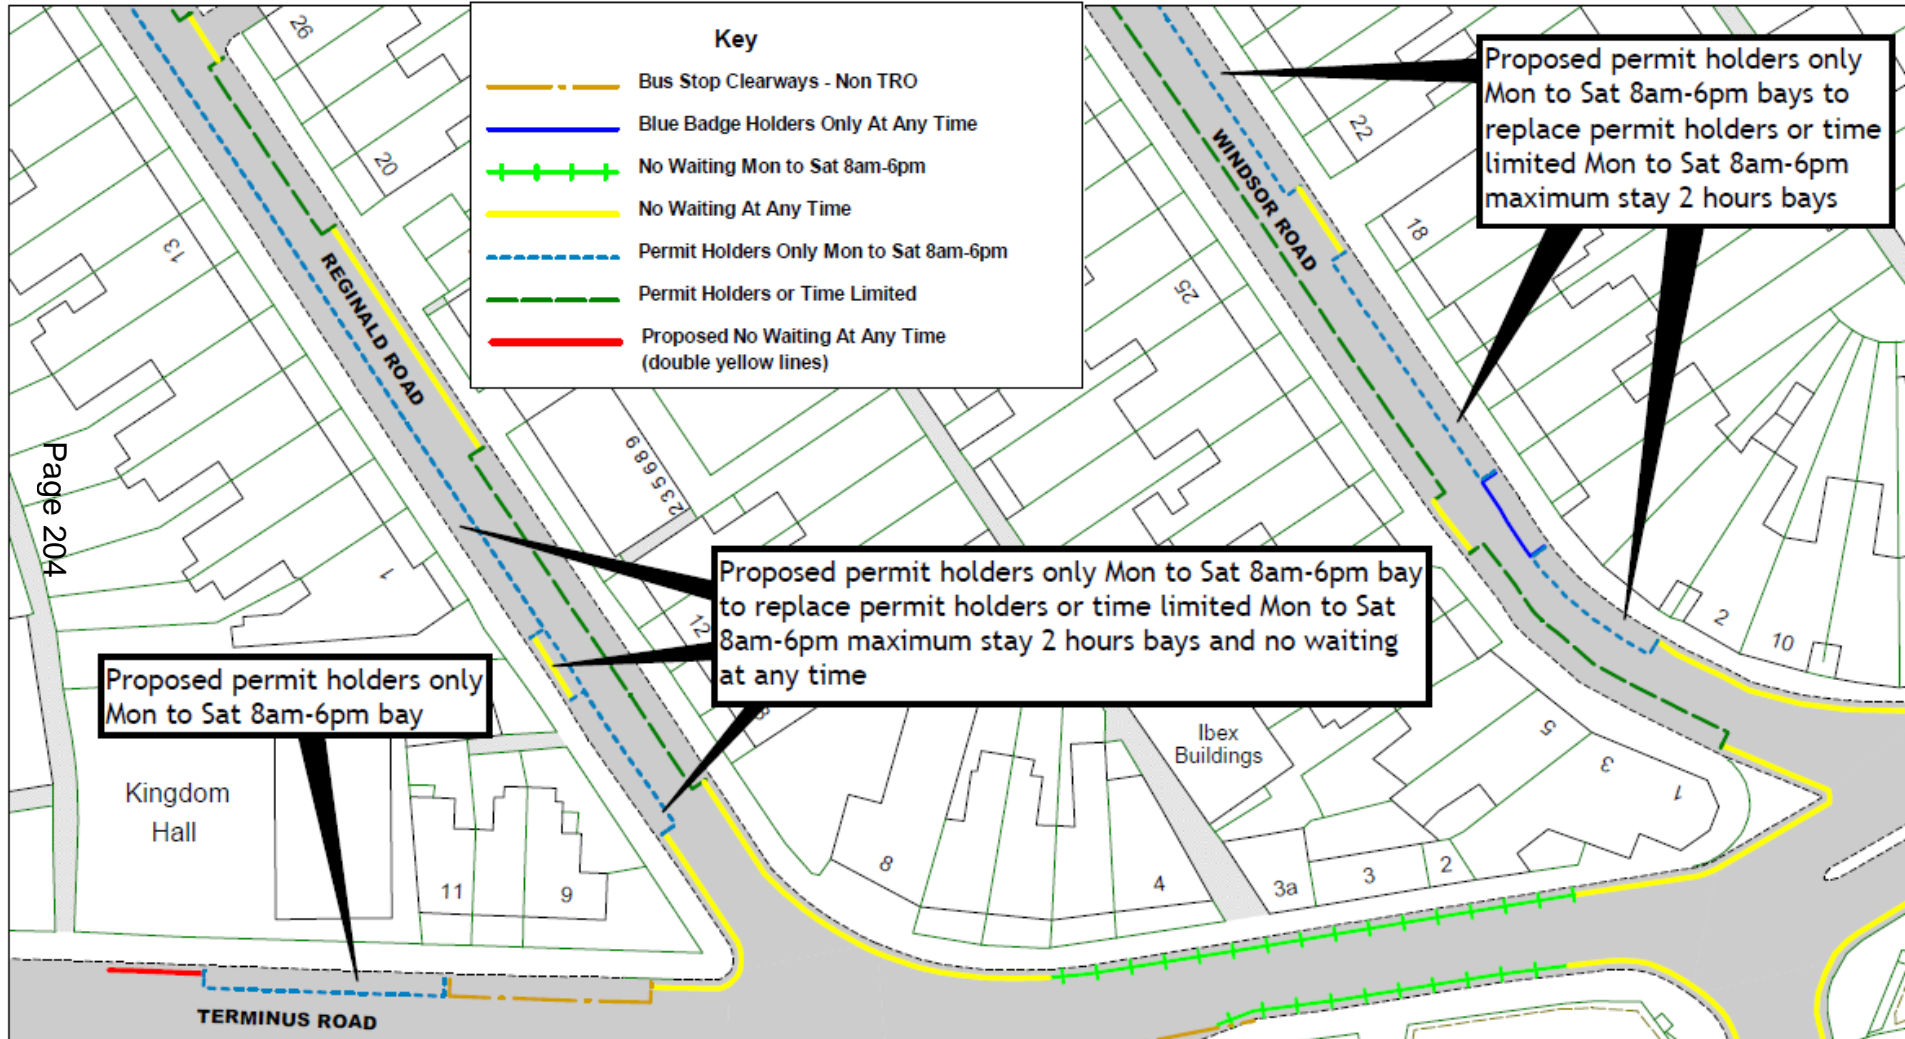 Key
Bus Stop Clearways - Non TRO
Blue Badge Holders Only At Any Time
No Waiting Mon to Sat 8am-6pm
No Waiting At Any Time
Permit Holders Only Mon to Sat 8am-6pm
Permit Holders or Time Limited
Proposed No Waiting At Any Time
(double yellow lines)
Proposed permit holders only
Mon to Sat 8am-6pm bays to
replace permit holders or time
limited Mon to Sat 8am-6pm
maximum stay 2 hours bays
26
20
13
REGINALD ROAD
WINDSOR ROAD
22
18
25
2 3 5 6 8 9
Page 204
1
Proposed permit holders only Mon to Sat 8am-6pm bay
to replace permit holders or time limited Mon to Sat
8am-6pm maximum stay 2 hours bays and no waiting
at any time
12
2
10
Proposed permit holders only
Mon to Sat 8am-6pm bay
Kingdom
Hall
Ibex
Buildings
5
3
1
11
9
8
4
3a
3
2
TERMINUS ROAD